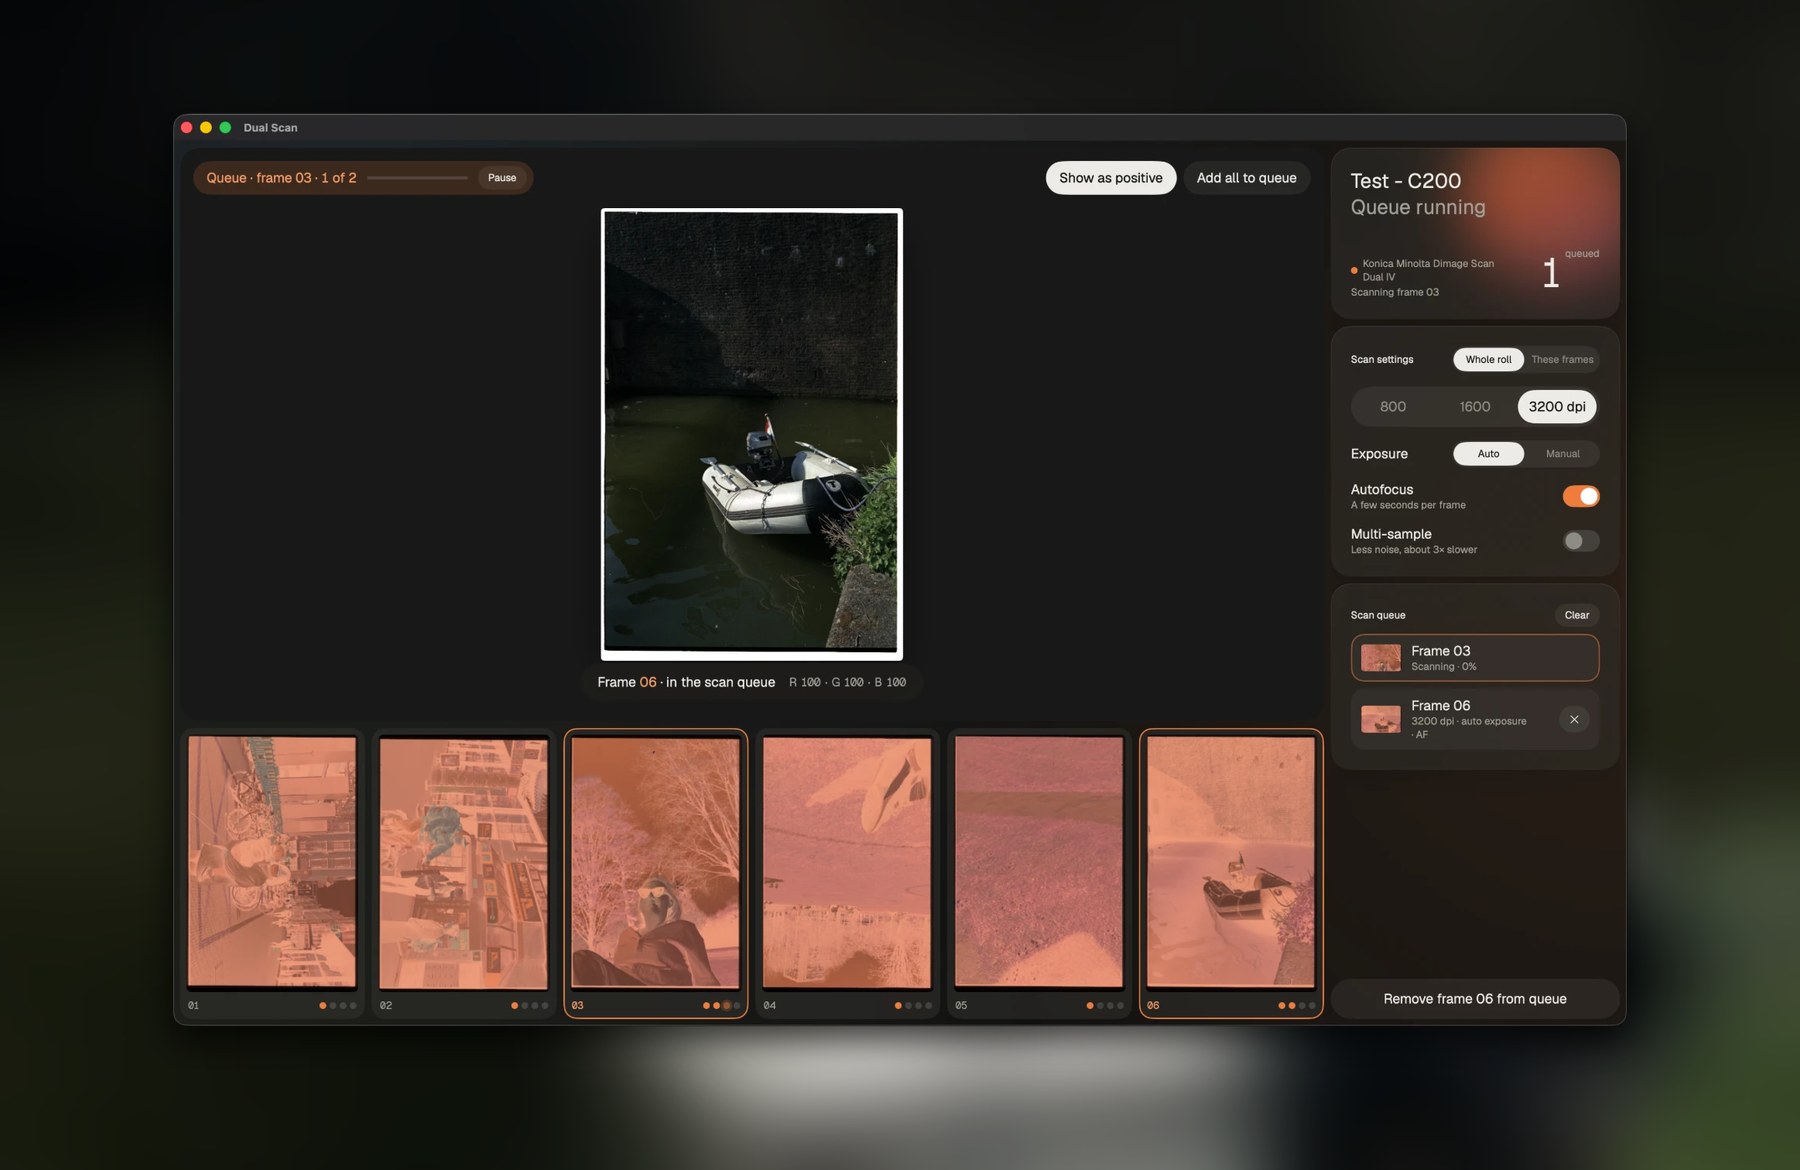 Dual Scan
Queue · frame 03 · 1 of 2
Pause
Show as positive
Add all to queue
Frame 06 · in the scan queue R 100 · G 100 · B 100
01
02
03
04
05
06
Test - C200
Queue running
Konica Minolta Dimage Scan
Dual IV
Scanning frame 03
1
queued
Scan settings
Whole roll
These frames
800
1600
3200 dpi
Exposure
Auto
Manual
Autofocus
A few seconds per frame
Multi-sample
Less noise, about 3× slower
Scan queue
Clear
Frame 03
Scanning · 0%
Frame 06
3200 dpi · auto exposure
· AF
Remove frame 06 from queue